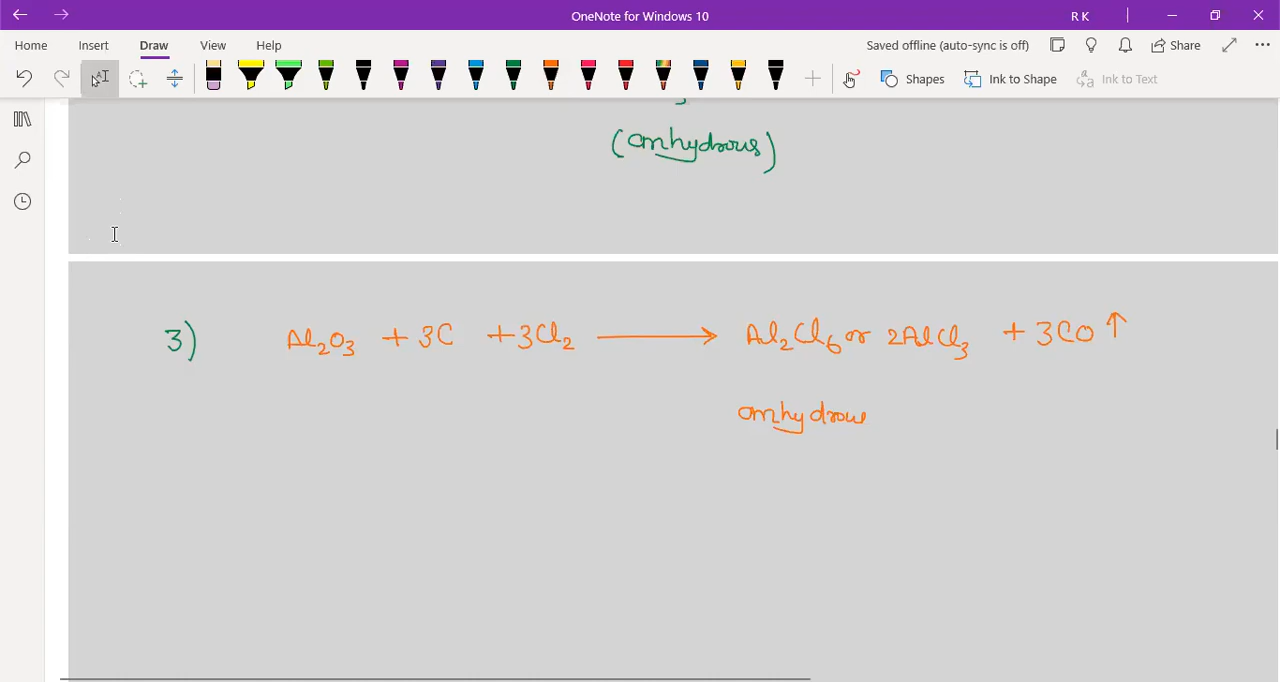 OneNote for Windows 10
R K
Home Insert Draw View Help
Saved offline (auto-sync is off) Share
Shapes Ink to Shape Ink to Text
(anhydrous)
3) Al₂O₃ + 3C + 3Cl₂ ⟶ Al₂Cl₆ or 2AlCl₃ + 3CO ↑
anhydrous